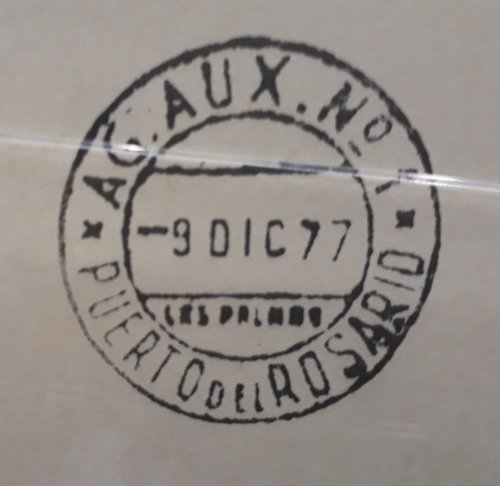 AG. AUX. Nº 1
-9 DIC 77
LAS PALMAS
PUERTO DEL ROSARIO